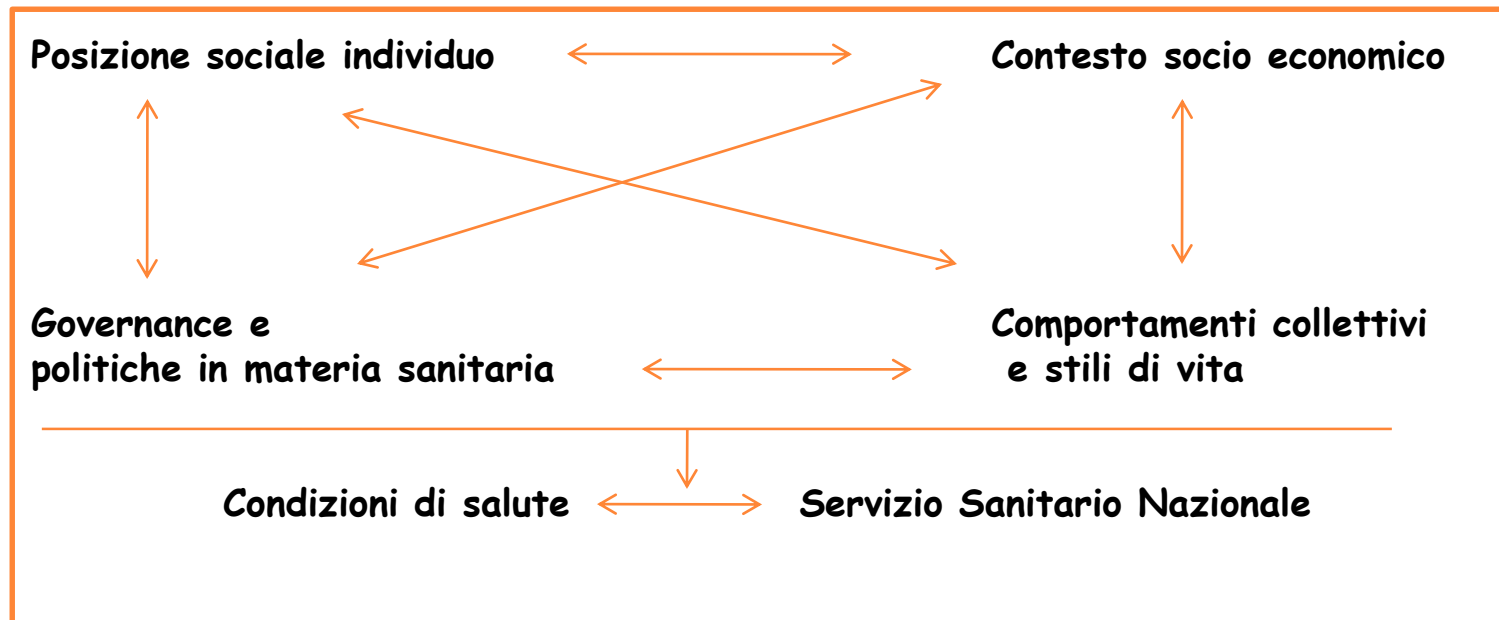 Posizione sociale individuo
Contesto socio economico
Governance e
politiche in materia sanitaria
Comportamenti collettivi
e stili di vita
Condizioni di salute
Servizio Sanitario Nazionale